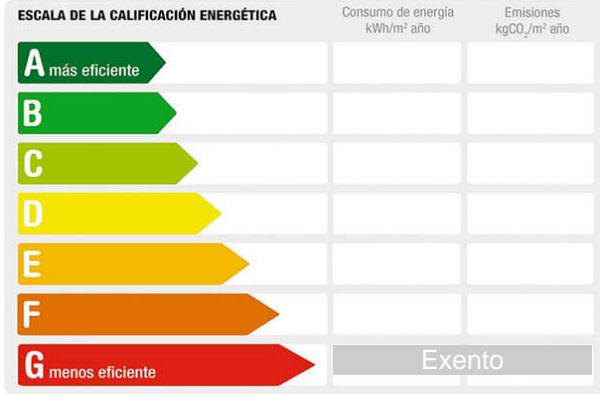 ESCALA DE LA CALIFICACIÓN ENERGÉTICA
Consumo de energía
kWh/m² año
Emisiones
kgCO₂/m² año
A más eficiente
B
C
D
E
F
G menos eficiente
Exento